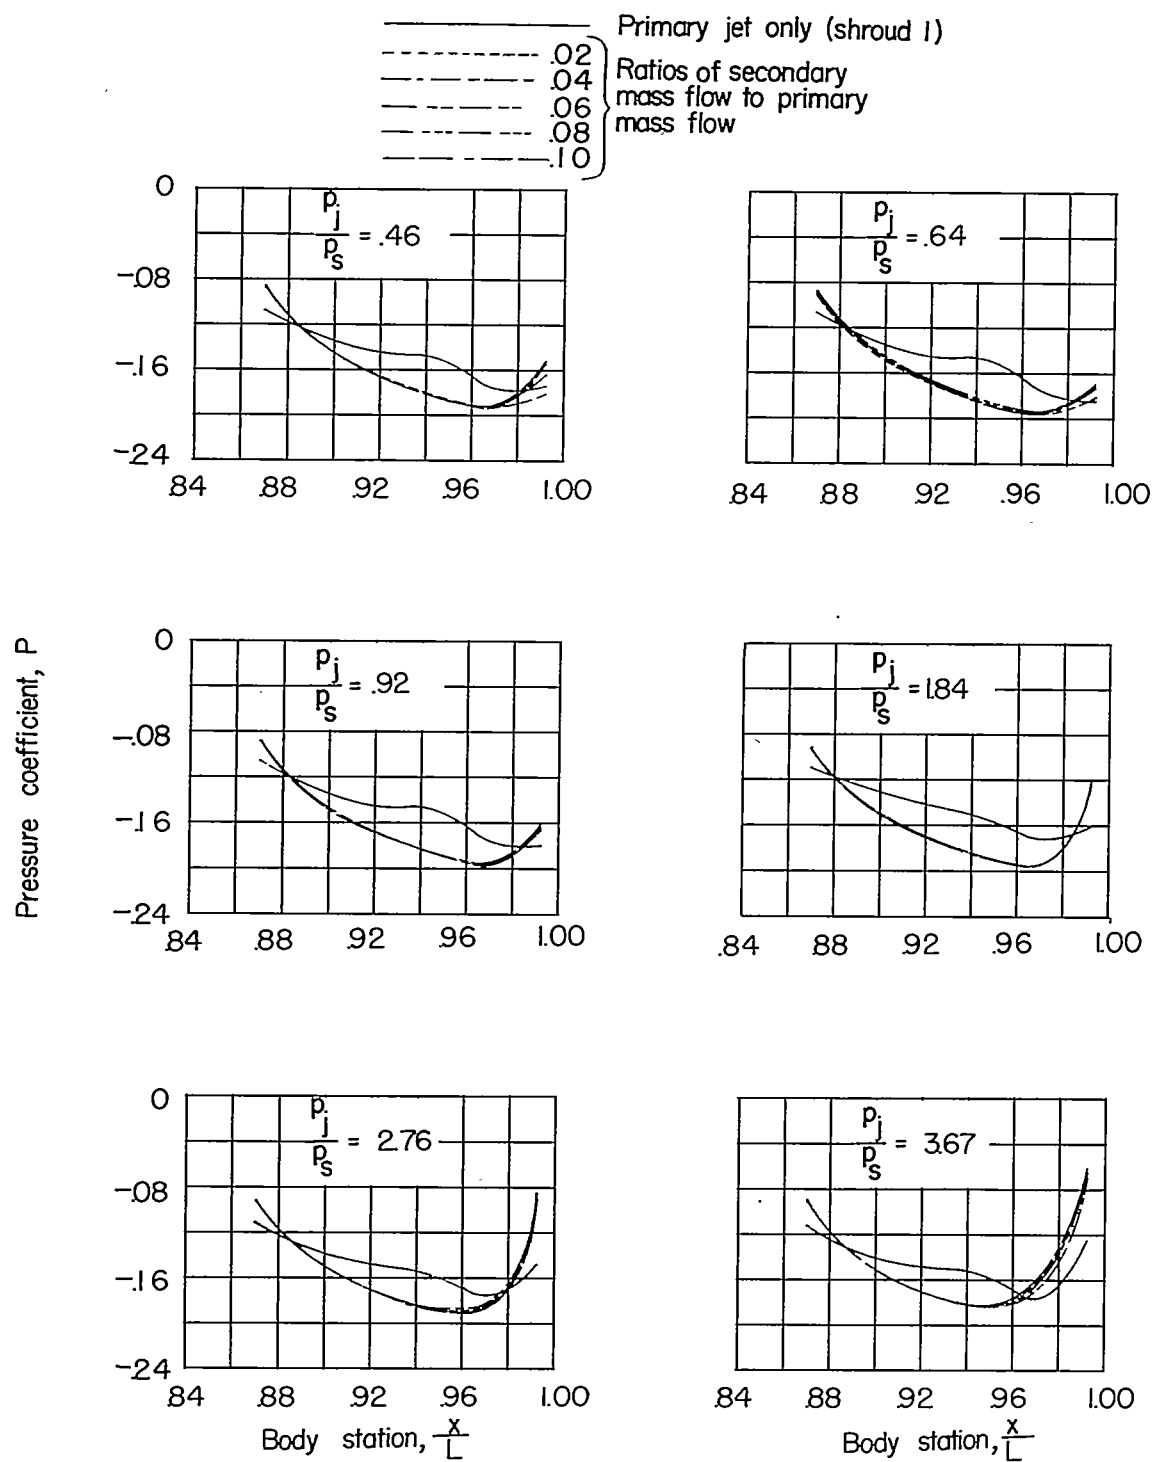 Primary jet only (shroud 1)
.02
.04
.06
.08
.10
Ratios of secondary
mass flow to primary
mass flow
0
-.08
-.16
-.24
pj/ps = .46
.84 .88 .92 .96 1.00
pj/ps = .64
.84 .88 .92 .96 1.00
Pressure coefficient, P
0
-.08
-.16
-.24
pj/ps = .92
.84 .88 .92 .96 1.00
pj/ps = 1.84
.84 .88 .92 .96 1.00
0
-.08
-.16
-.24
pj/ps = 2.76
.84 .88 .92 .96 1.00
Body station, x/L
pj/ps = 3.67
.84 .88 .92 .96 1.00
Body station, x/L